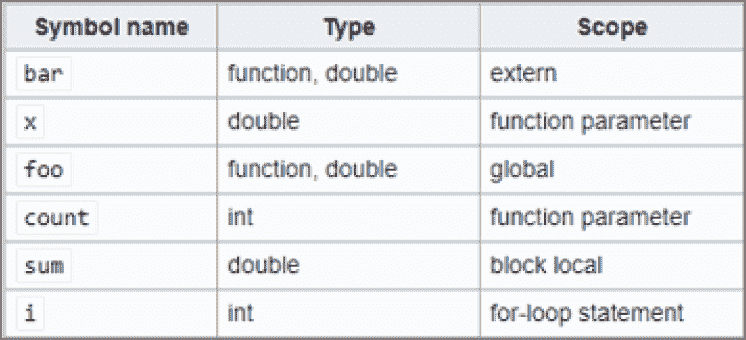 Symbol name Type Scope
bar function, double extern
x double function parameter
foo function, double global
count int function parameter
sum double block local
i int for-loop statement